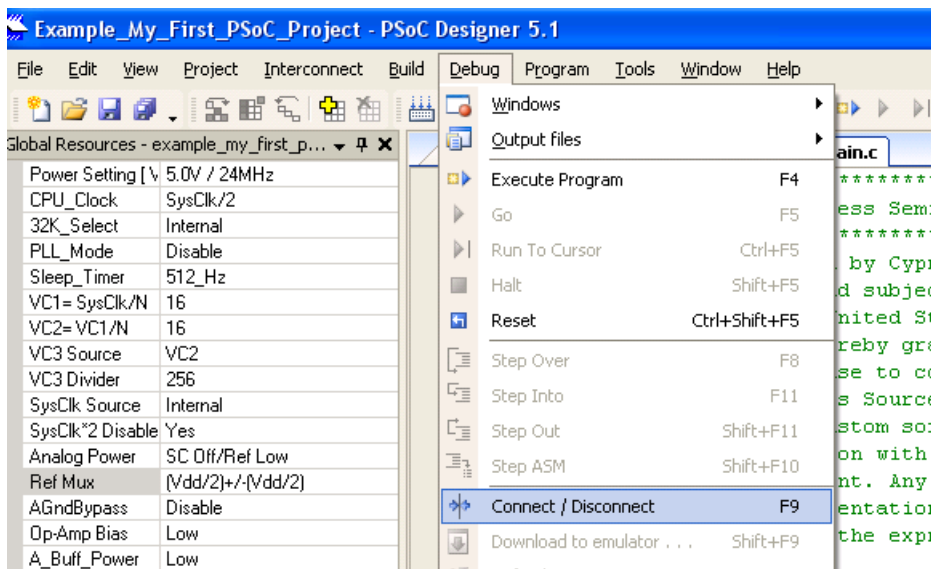 Example_My_First_PSoC_Project - PSoC Designer 5.1
File Edit View Project Interconnect Build Debug Program Tools Window Help
Global Resources - example_my_first_p...
Power Setting [ V 5.0V / 24MHz
CPU_Clock SysClk/2
32K_Select Internal
PLL_Mode Disable
Sleep_Timer 512_Hz
VC1= SysClk/N 16
VC2= VC1/N 16
VC3 Source VC2
VC3 Divider 256
SysClk Source Internal
SysClk*2 Disable Yes
Analog Power SC Off/Ref Low
Ref Mux (Vdd/2)+/-(Vdd/2)
AGndBypass Disable
Op-Amp Bias Low
A_Buff_Power Low
Windows
Output files
Execute Program F4
Go F5
Run To Cursor Ctrl+F5
Halt Shift+F5
Reset Ctrl+Shift+F5
Step Over F8
Step Into F11
Step Out Shift+F11
Step ASM Shift+F10
Connect / Disconnect F9
Download to emulator . . . Shift+F9
ain.c
********
ess Sem
********
by Cyp
d subjec
nited St
reby gra
se to co
s Source
stom so
on with
nt. Any
entation
the exp